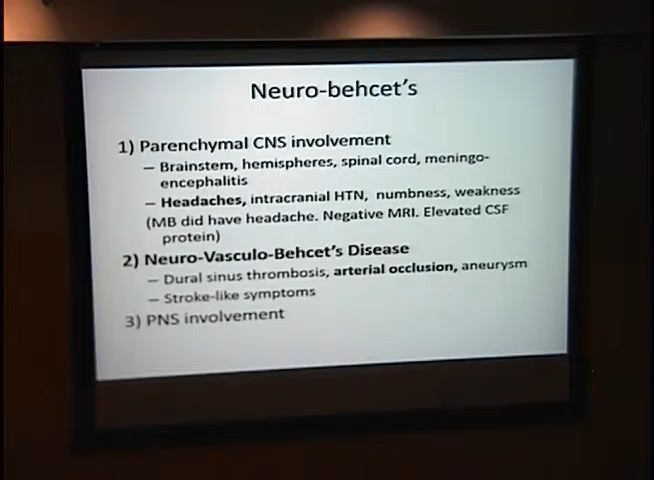 Neuro-behcet's
1) Parenchymal CNS involvement
– Brainstem, hemispheres, spinal cord, meningo-
encephalitis
– Headaches, intracranial HTN, numbness, weakness
(MB did have headache. Negative MRI. Elevated CSF
protein)
2) Neuro-Vasculo-Behcet's Disease
– Dural sinus thrombosis, arterial occlusion, aneurysm
– Stroke-like symptoms
3) PNS involvement